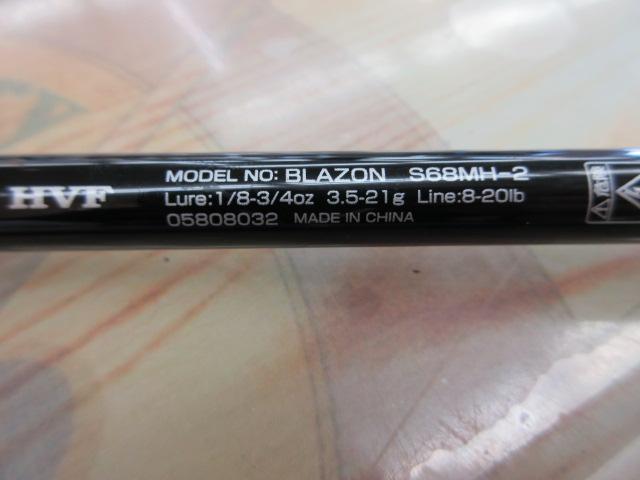 HVF
MODEL NO: BLAZON S68MH-2
Lure:1/8-3/4oz 3.5-21g Line:8-20lb
05808032 MADE IN CHINA